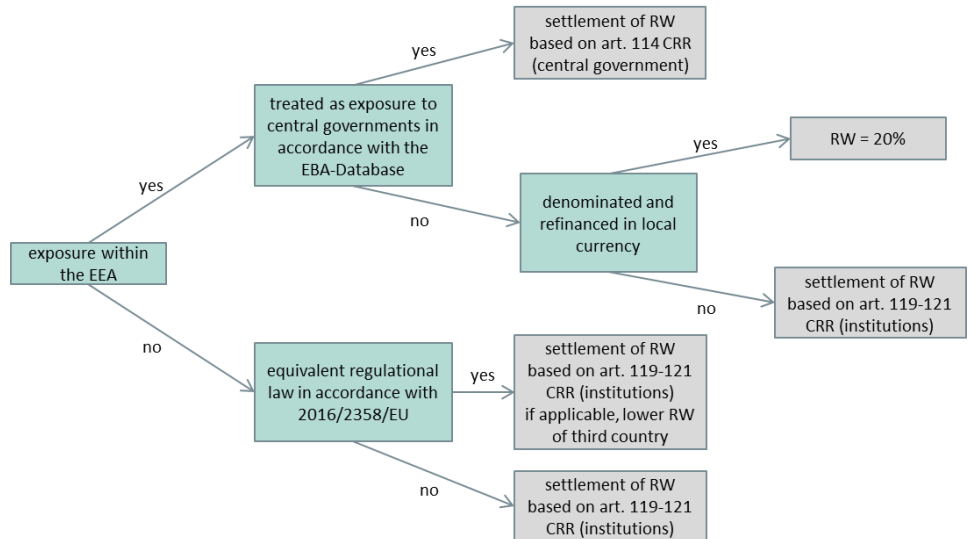 settlement of RW
based on art. 114 CRR
(central government)
yes
treated as exposure to
central governments in
accordance with the
EBA-Database
yes
RW = 20%
yes
no
denominated and
refinanced in local
currency
exposure within
the EEA
no
settlement of RW
based on art. 119-121
CRR (institutions)
no
equivalent regulational
law in accordance with
2016/2358/EU
yes
settlement of RW
based on art. 119-121
CRR (institutions)
if applicable, lower RW
of third country
no
settlement of RW
based on art. 119-121
CRR (institutions)